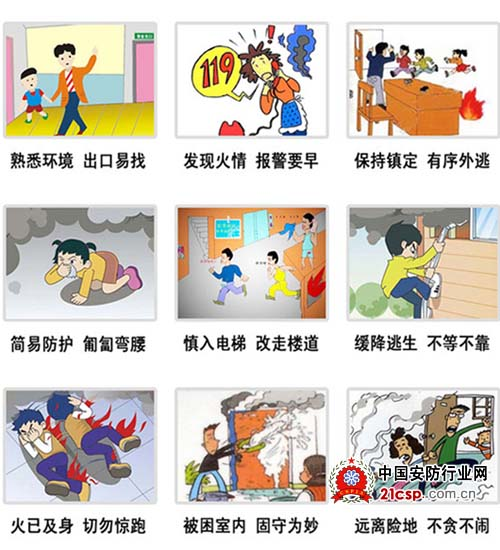 119
熟悉环境 出口易找
发现火情 报警要早
保持镇定 有序外逃
简易防护 匍匐弯腰
慎入电梯 改走楼道
缓降逃生 不等不靠
火已及身 切勿惊跑
被困室内 固守为妙
远离险地 不贪不闹
中国安防行业网
21csp.com.cn